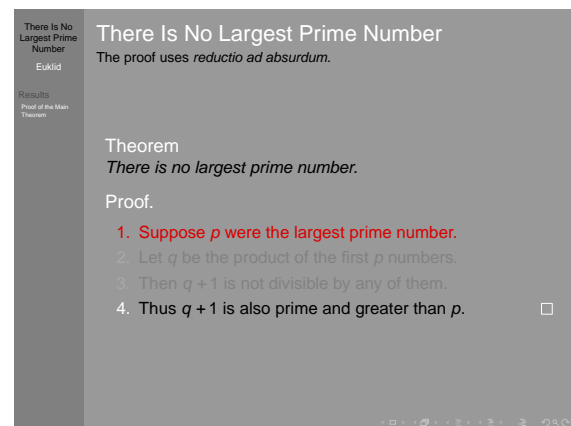 There Is No
Largest Prime
Number
Euklid
Results
Proof of the Main
Theorem
There Is No Largest Prime Number
The proof uses reductio ad absurdum.
Theorem
There is no largest prime number.
Proof.
1. Suppose p were the largest prime number.
2. Let q be the product of the first p numbers.
3. Then q + 1 is not divisible by any of them.
4. Thus q + 1 is also prime and greater than p.